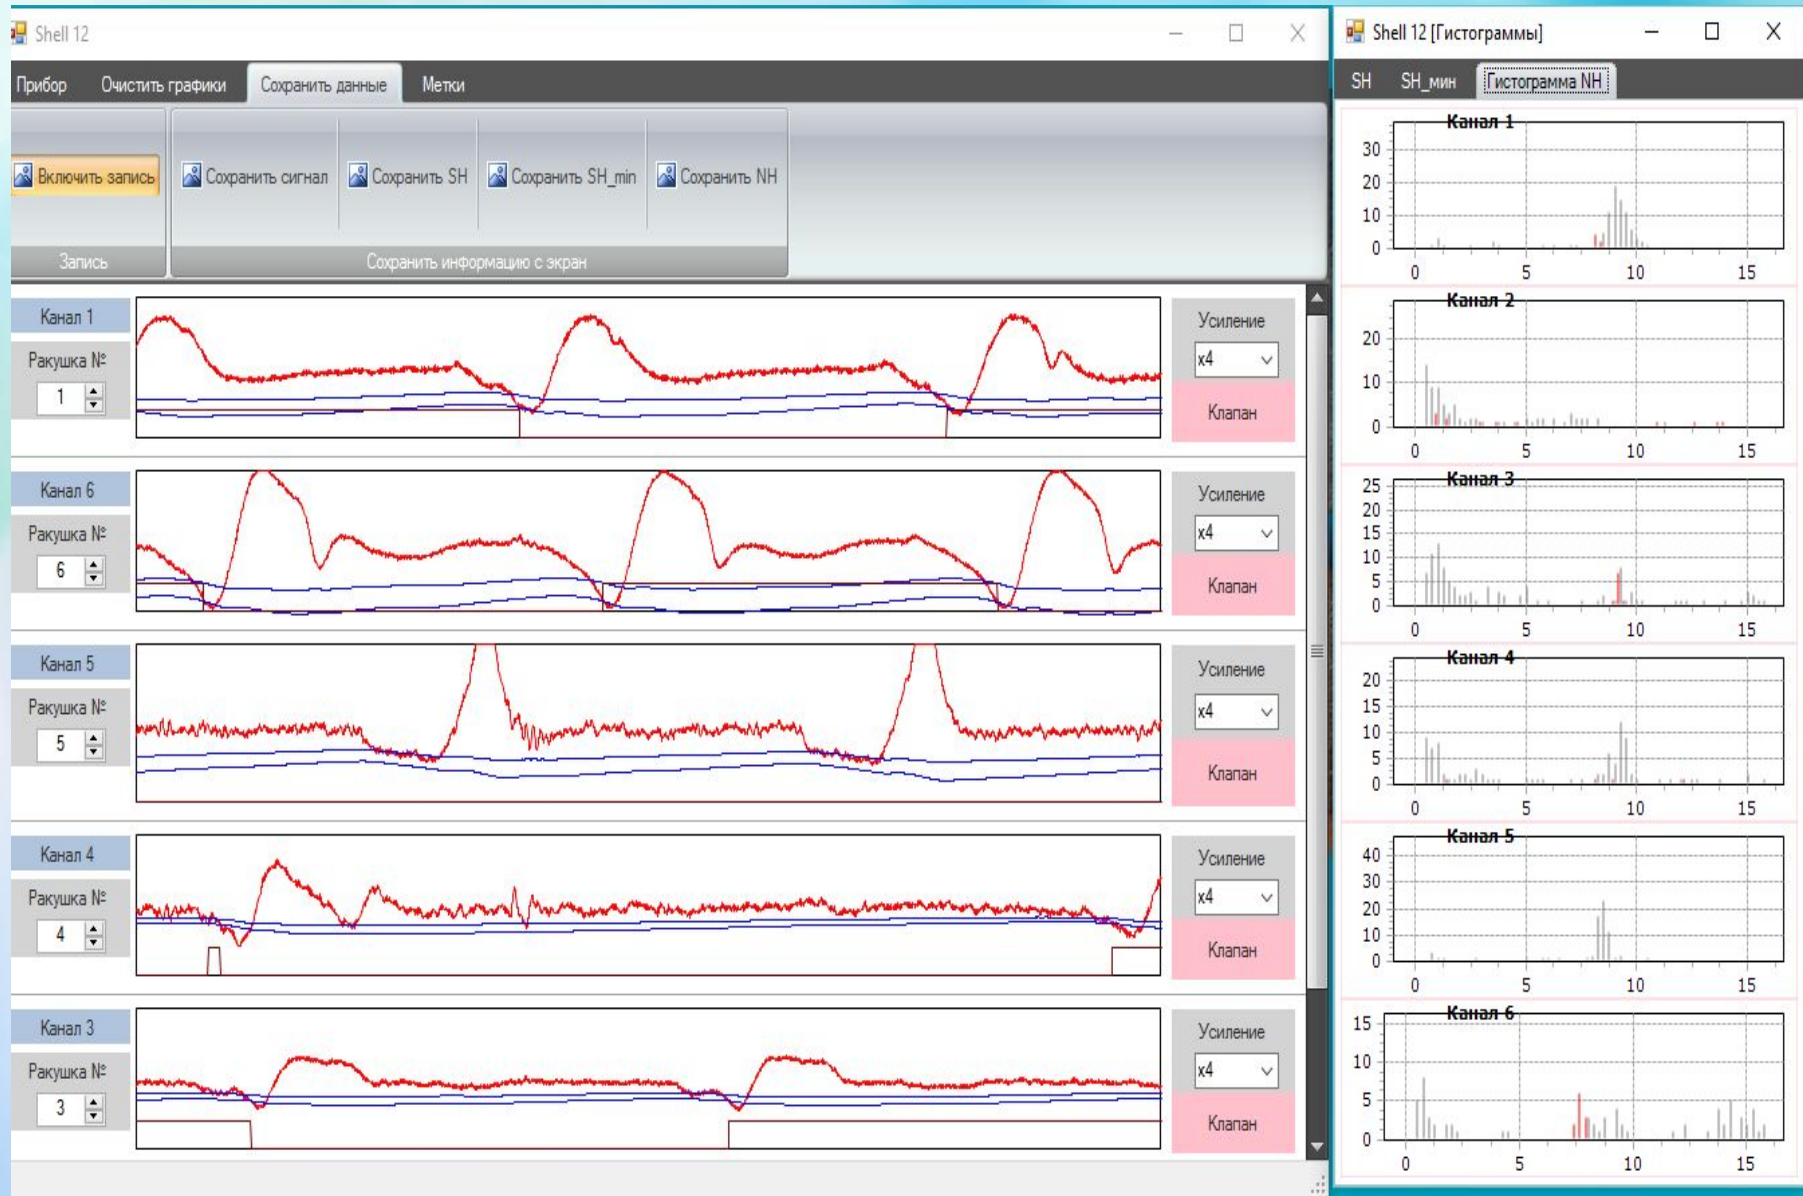 Shell 12
Прибор Очистить графики Сохранить данные Метки
Включить запись Сохранить сигнал Сохранить SH Сохранить SH_min Сохранить NH
Запись Сохранить информацию с экран
Канал 1
Ракушка №
1
Усиление
x4
Клапан
Канал 6
Ракушка №
6
Усиление
x4
Клапан
Канал 5
Ракушка №
5
Усиление
x4
Клапан
Канал 4
Ракушка №
4
Усиление
x4
Клапан
Канал 3
Ракушка №
3
Усиление
x4
Клапан
Shell 12 [Гистограммы]
SH SH_мин Гистограмма NH
Канал 1
30
20
10
0
0 5 10 15
Канал 2
20
10
0
0 5 10 15
Канал 3
25
20
15
10
5
0
0 5 10 15
Канал 4
20
15
10
5
0
0 5 10 15
Канал 5
40
30
20
10
0
0 5 10 15
Канал 6
15
10
5
0
0 5 10 15